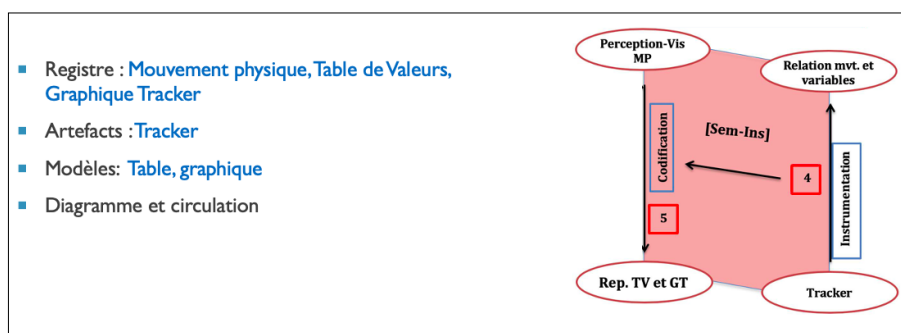 Registre : Mouvement physique, Table de Valeurs,
Graphique Tracker
Artefacts : Tracker
Modèles: Table, graphique
Diagramme et circulation
Perception-Vis
MP
Relation mvt. et
variables
[Sem-Ins]
Codification
4
Instrumentation
5
Rep. TV et GT
Tracker